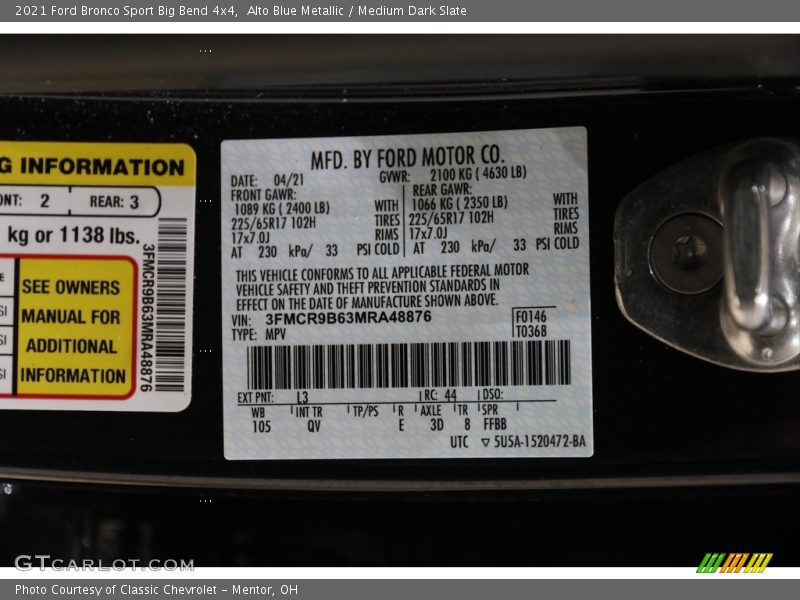 2021 Ford Bronco Sport Big Bend 4x4, Alto Blue Metallic / Medium Dark Slate
G INFORMATION
ONT: 2 REAR: 3
kg or 1138 lbs.
SEE OWNERS
MANUAL FOR
ADDITIONAL
INFORMATION
3FMCR9B63MRA48876
MFD. BY FORD MOTOR CO.
DATE: 04/21 GVWR: 2100 KG ( 4630 LB)
FRONT GAWR: REAR GAWR:
1089 KG ( 2400 LB) WITH 1066 KG ( 2350 LB) WITH
225/65R17 102H TIRES 225/65R17 102H TIRES
17x7.0J RIMS 17x7.0J RIMS
AT 230 kPa/ 33 PSI COLD AT 230 kPa/ 33 PSI COLD
THIS VEHICLE CONFORMS TO ALL APPLICABLE FEDERAL MOTOR
VEHICLE SAFETY AND THEFT PREVENTION STANDARDS IN
EFFECT ON THE DATE OF MANUFACTURE SHOWN ABOVE.
VIN: 3FMCR9B63MRA48876 F0146
TYPE: MPV T0368
EXT PNT: L3 RC: 44 DSO:
WB INT TR TP/PS R AXLE TR SPR
105 QV E 3D 8 FFBB
UTC ▽ 5U5A-1520472-BA
GTCARLOT.COM
Photo Courtesy of Classic Chevrolet - Mentor, OH